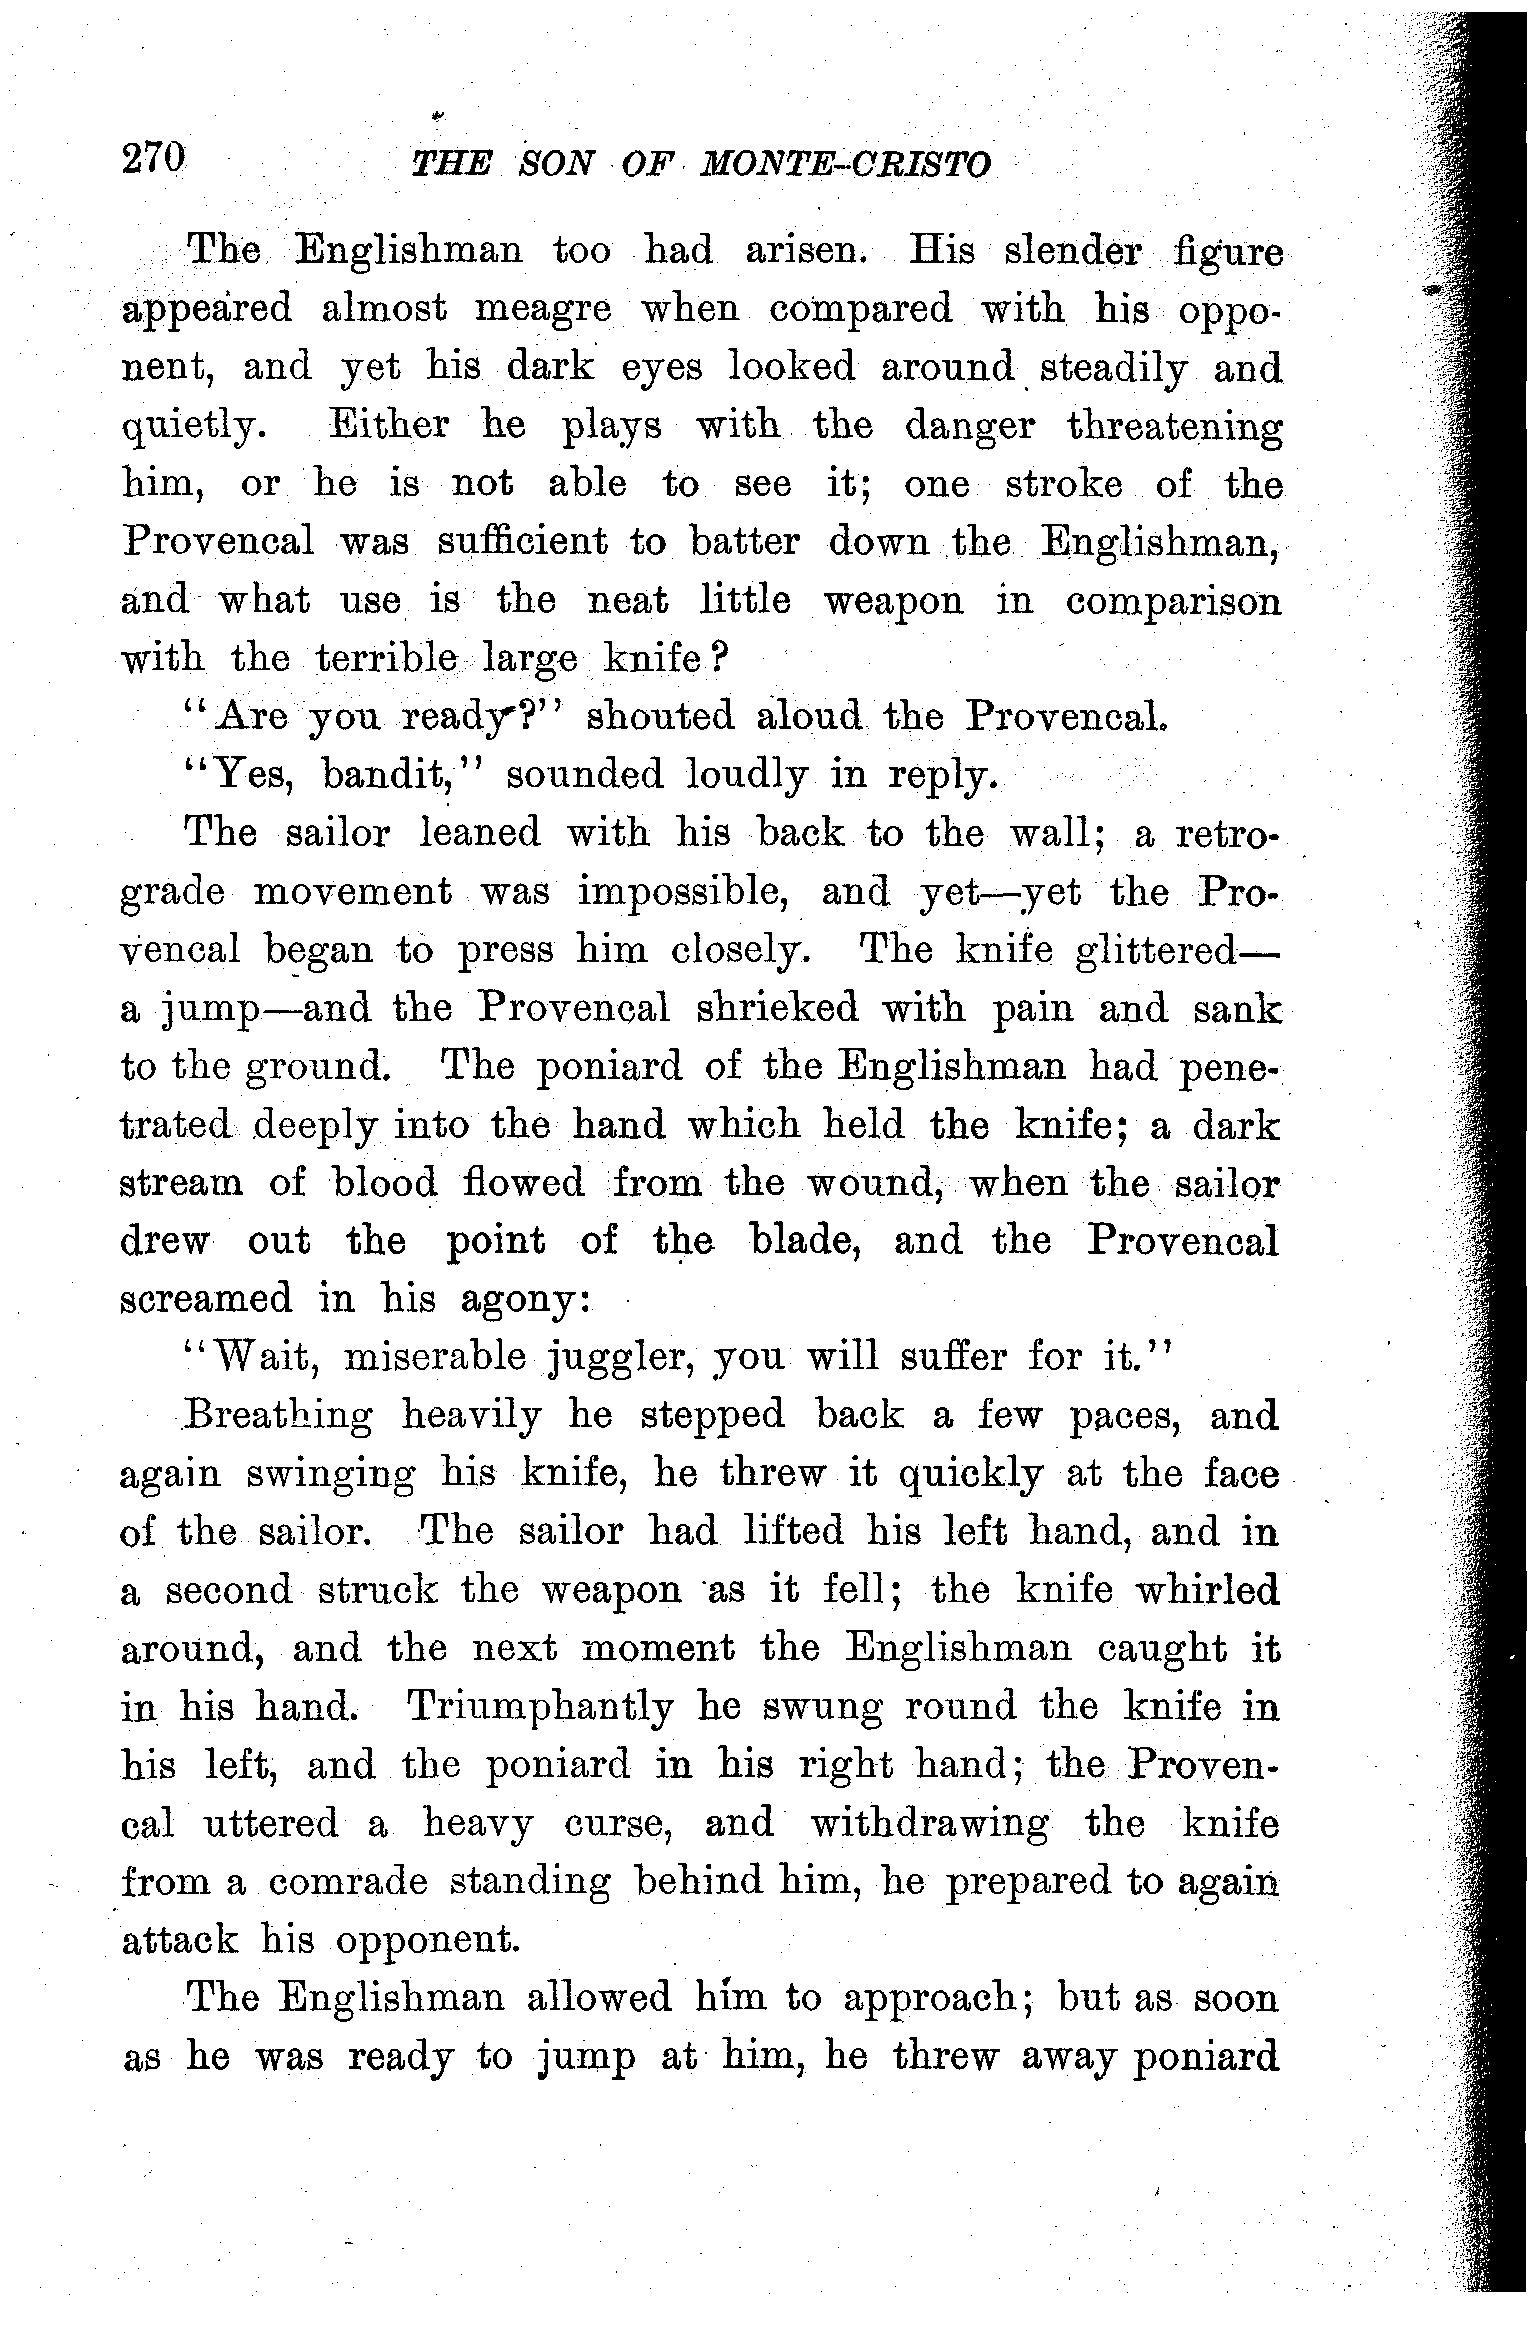 270 THE SON OF MONTE-CRISTO
The Englishman too had arisen. His slender figure
appeared almost meagre when compared with his oppo-
nent, and yet his dark eyes looked around steadily and
quietly. Either he plays with the danger threatening
him, or he is not able to see it; one stroke of the
Provencal was sufficient to batter down the Englishman,
and what use is the neat little weapon in comparison
with the terrible large knife?
"Are you ready?" shouted aloud the Provencal.
"Yes, bandit," sounded loudly in reply.
The sailor leaned with his back to the wall; a retro-
grade movement was impossible, and yet—yet the Pro-
vencal began to press him closely. The knife glittered—
a jump—and the Provencal shrieked with pain and sank
to the ground. The poniard of the Englishman had pene-
trated deeply into the hand which held the knife; a dark
stream of blood flowed from the wound, when the sailor
drew out the point of the blade, and the Provencal
screamed in his agony:
"Wait, miserable juggler, you will suffer for it."
Breathing heavily he stepped back a few paces, and
again swinging his knife, he threw it quickly at the face
of the sailor. The sailor had lifted his left hand, and in
a second struck the weapon as it fell; the knife whirled
around, and the next moment the Englishman caught it
in his hand. Triumphantly he swung round the knife in
his left, and the poniard in his right hand; the Proven-
cal uttered a heavy curse, and withdrawing the knife
from a comrade standing behind him, he prepared to again
attack his opponent.
The Englishman allowed him to approach; but as soon
as he was ready to jump at him, he threw away poniard